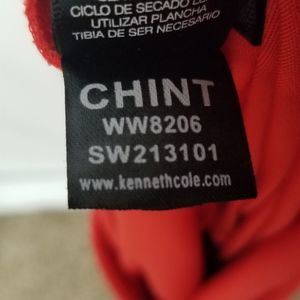 CICLO DE SECADO
UTILIZAR PLANCHA
TIBIA DE SER NECESARIO
CHINT
WW8206
SW213101
www.kennethcole.com